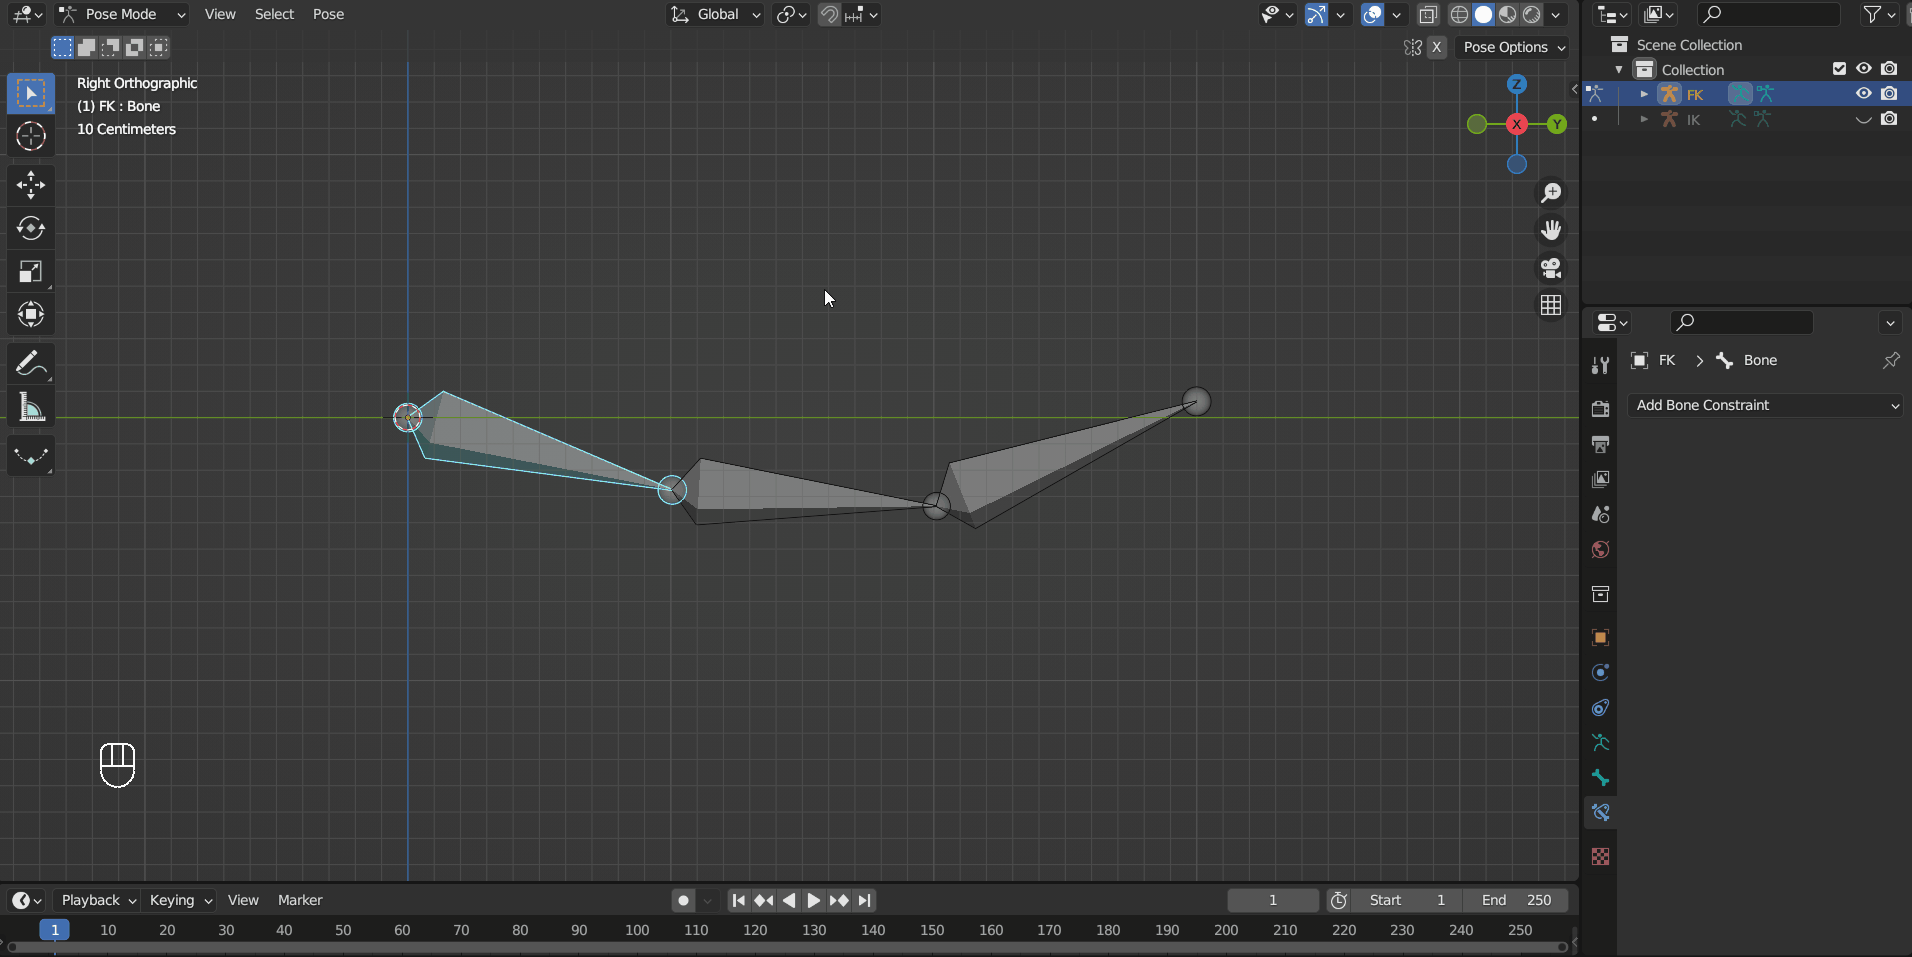 Pose Mode View Select Pose Global
Pose Options
Right Orthographic
(1) FK : Bone
10 Centimeters
Z
X
Y
Scene Collection
Collection
FK
IK
FK > Bone
Add Bone Constraint
Playback Keying View Marker 1 Start 1 End 250
1 10 20 30 40 50 60 70 80 90 100 110 120 130 140 150 160 170 180 190 200 210 220 230 240 250